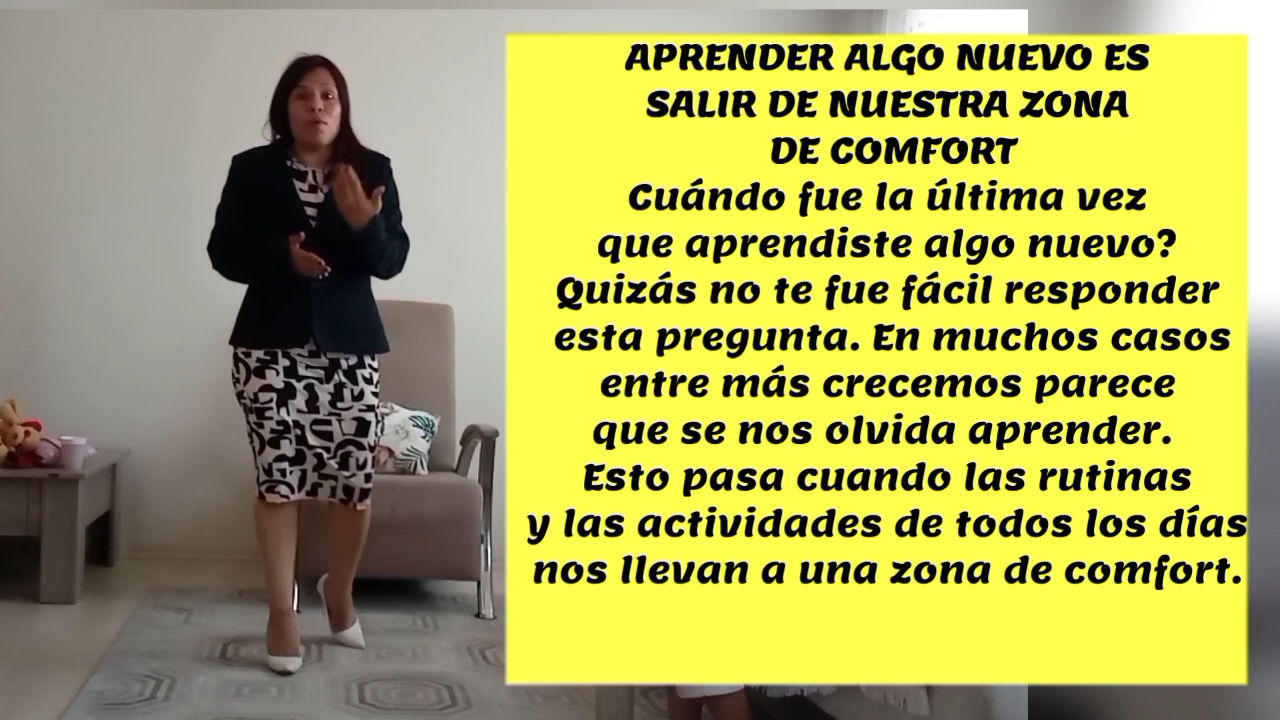 APRENDER ALGO NUEVO ES
SALIR DE NUESTRA ZONA
DE COMFORT
Cuándo fue la última vez
que aprendiste algo nuevo?
Quizás no te fue fácil responder
esta pregunta. En muchos casos
entre más crecemos parece
que se nos olvida aprender.
Esto pasa cuando las rutinas
y las actividades de todos los días
nos llevan a una zona de comfort.